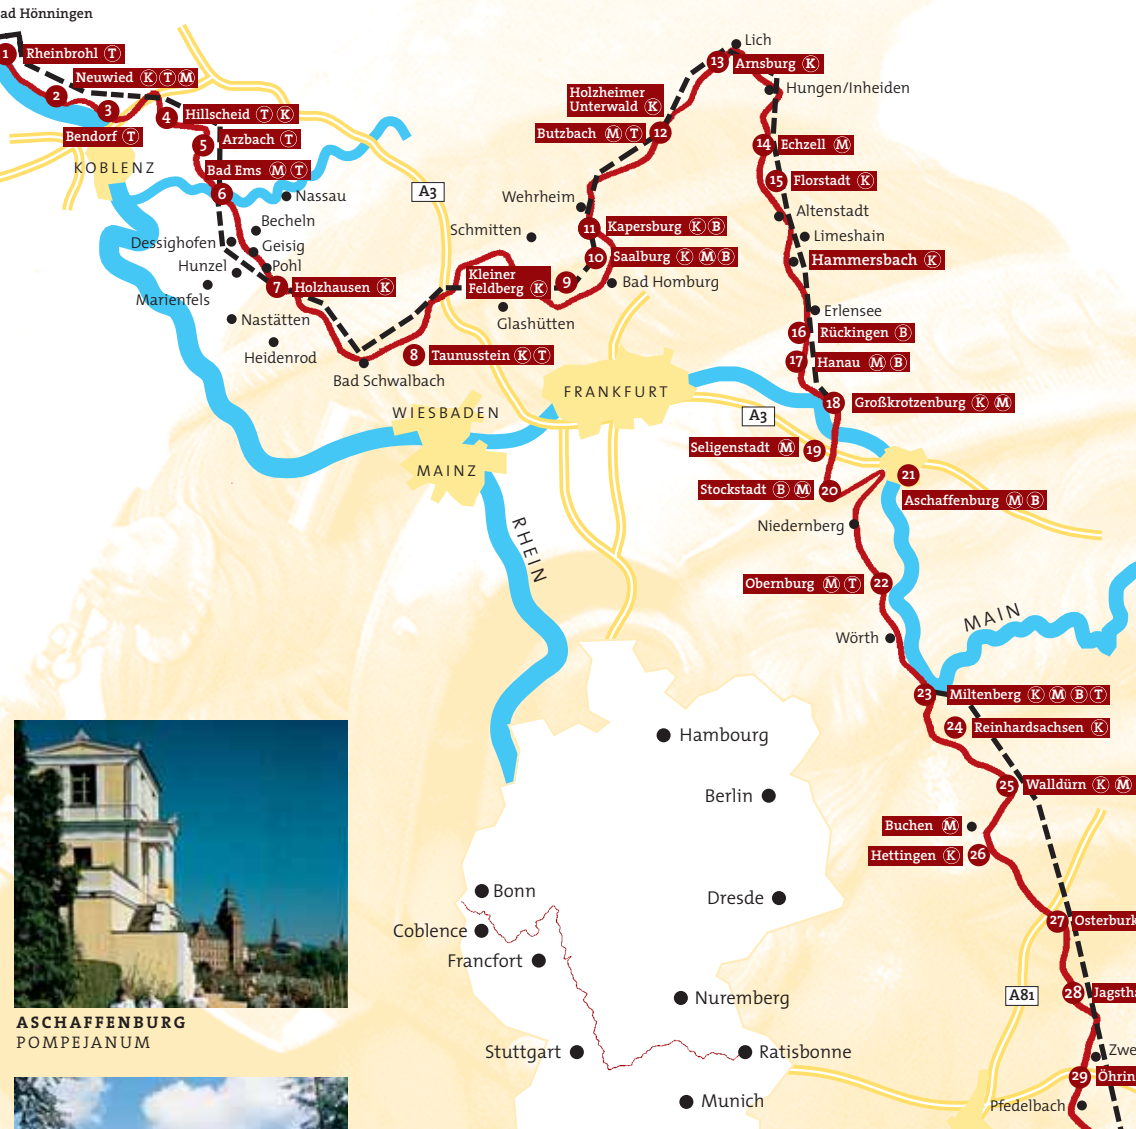 ad Hönningen
1 Rheinbrohl T
Neuwied K T M
2
3
Bendorf T
4 Hillscheid T K
5 Arzbach T
KOBLENZ
Bad Ems M T
6
Nassau
Becheln
Dessighofen
Geisig
Hunzel
Pohl
Marienfels
7 Holzhausen K
Nastätten
Heidenrod
Bad Schwalbach
8 Taunusstein K T
A3
Schmitten
Wehrheim
Kleiner
Feldberg K 9
Glashütten
10 Saalburg K M B
Bad Homburg
11 Kapersburg K B
Butzbach M T 12
Holzheimer
Unterwald K
Lich
13 Arnsburg K
Hungen/Inheiden
14 Echzell M
15 Florstadt K
Altenstadt
Limeshain
Hammersbach K
Erlensee
16 Rückingen B
17 Hanau M B
18 Großkrotzenburg K M
FRANKFURT
WIESBADEN
MAINZ
A3
Seligenstadt M 19
Stockstadt B M 20
21
Aschaffenburg M B
Niedernberg
RHEIN
Obernburg M T 22
Wörth
MAIN
23 Miltenberg K M B T
24 Reinhardsachsen K
25 Walldürn K M
Buchen M
Hettingen K 26
27 Osterburk
A81
28 Jagstha
Zwe
29 Öhrin
Pfedelbach
Hambourg
Berlin
Bonn
Dresde
Coblence
Francfort
Nuremberg
Stuttgart
Ratisbonne
Munich
ASCHAFFENBURG
POMPEJANUM